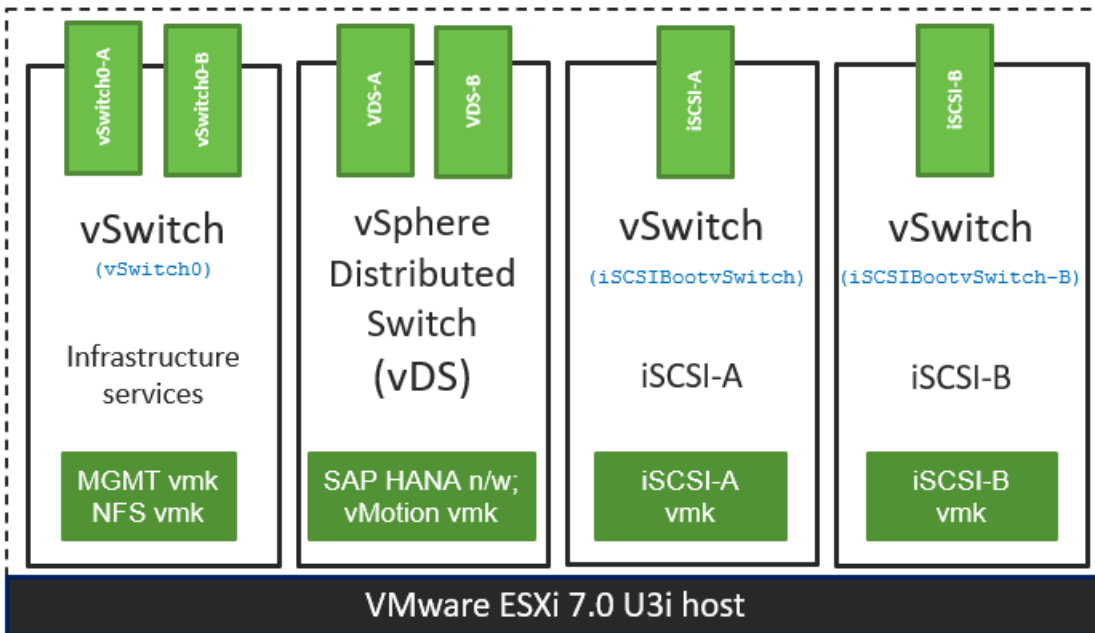 vSwitch0-A
vSwitch0-B
vSwitch
(vSwitch0)
Infrastructure
services
MGMT vmk
NFS vmk
VDS-A
VDS-B
vSphere
Distributed
Switch
(vDS)
SAP HANA n/w;
vMotion vmk
iSCSI-A
vSwitch
(iSCSIBootvSwitch)
iSCSI-A
iSCSI-A
vmk
iSCSI-B
vSwitch
(iSCSIBootvSwitch-B)
iSCSI-B
iSCSI-B
vmk
VMware ESXi 7.0 U3i host